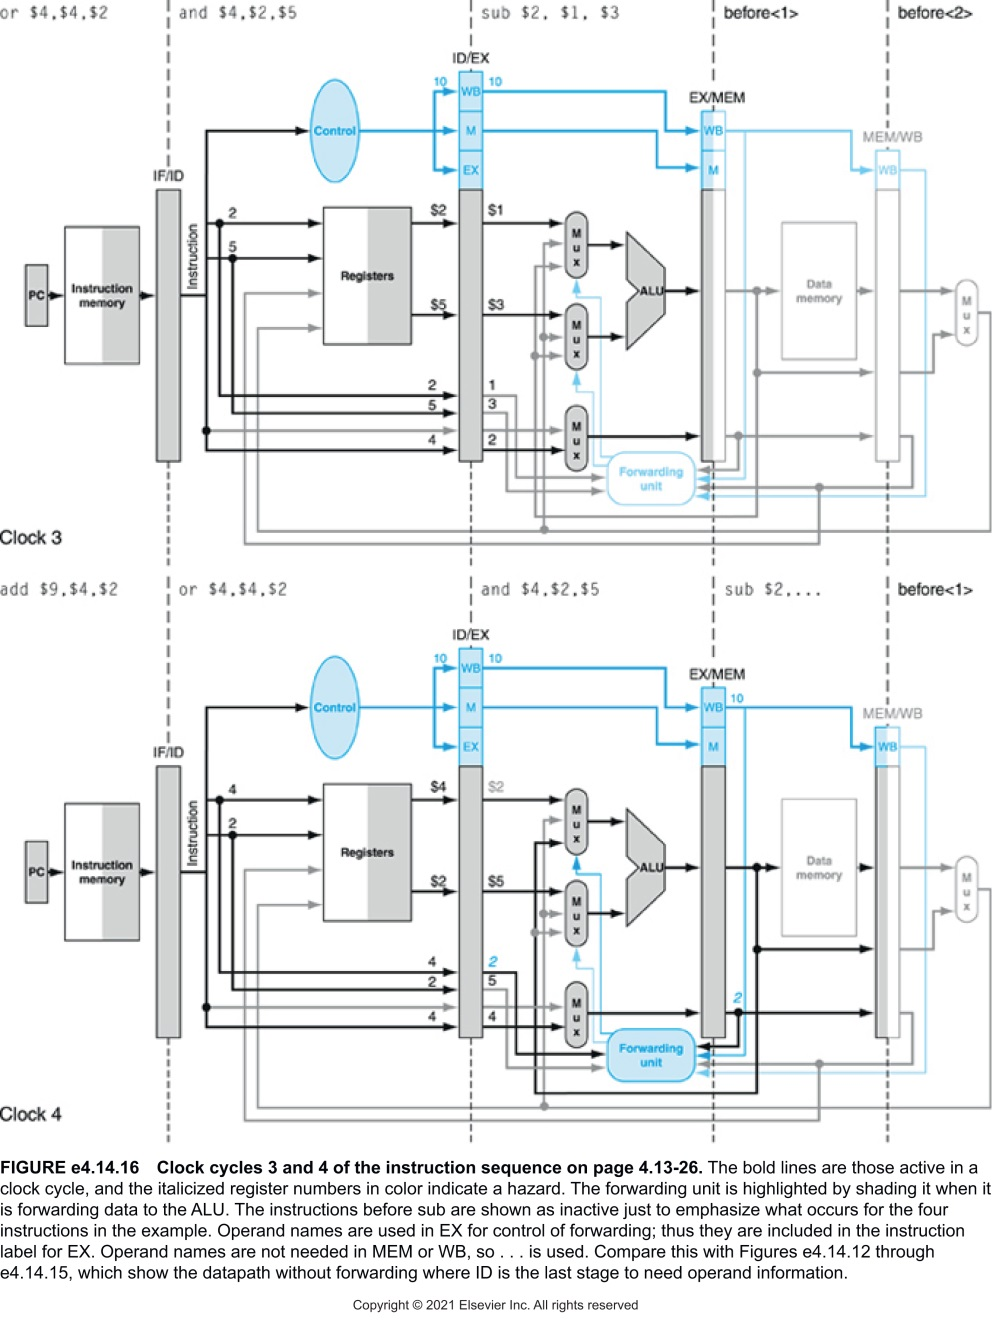 or $4,$4,$2
and $4,$2,$5
sub $2, $1, $3
before<1>
before<2>
ID/EX
10
WB
10
EX/MEM
Control
M
WB
MEM/WB
EX
M
WB
IF/ID
2
$2
$1
M
u
x
5
Instruction
Registers
PC
Instruction
memory
ALU
Data
memory
M
u
x
$5
$3
M
u
x
2
1
5
3
M
u
x
4
2
Forwarding
unit
Clock 3
add $9,$4,$2
or $4,$4,$2
and $4,$2,$5
sub $2,...
before<1>
ID/EX
10
WB
10
EX/MEM
Control
M
WB
10
MEM/WB
EX
M
WB
IF/ID
4
$4
$2
M
u
x
2
Instruction
Registers
PC
Instruction
memory
ALU
Data
memory
M
u
x
$2
$5
M
u
x
4
2
2
5
M
u
x
2
4
4
Forwarding
unit
Clock 4
FIGURE e4.14.16 Clock cycles 3 and 4 of the instruction sequence on page 4.13-26. The bold lines are those active in a
clock cycle, and the italicized register numbers in color indicate a hazard. The forwarding unit is highlighted by shading it when it
is forwarding data to the ALU. The instructions before sub are shown as inactive just to emphasize what occurs for the four
instructions in the example. Operand names are used in EX for control of forwarding; thus they are included in the instruction
label for EX. Operand names are not needed in MEM or WB, so . . . is used. Compare this with Figures e4.14.12 through
e4.14.15, which show the datapath without forwarding where ID is the last stage to need operand information.
Copyright © 2021 Elsevier Inc. All rights reserved